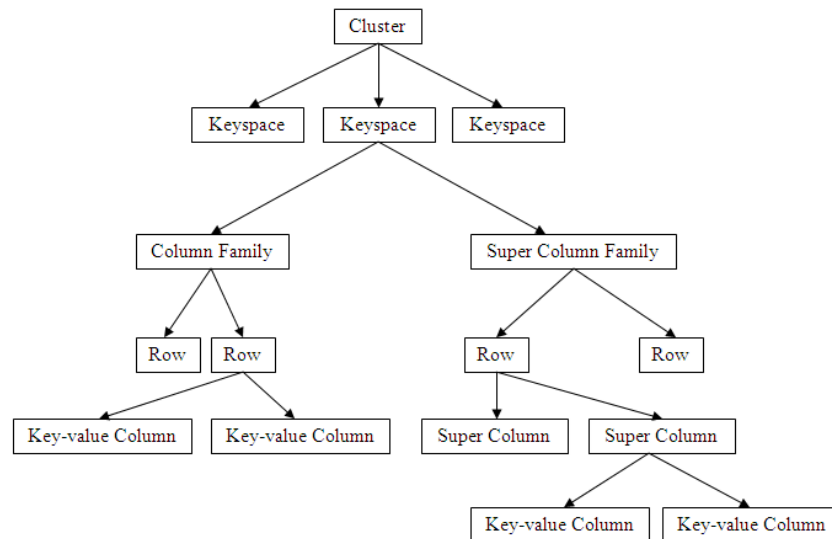 Cluster
Keyspace
Keyspace
Keyspace
Column Family
Super Column Family
Row
Row
Row
Row
Key-value Column
Key-value Column
Super Column
Super Column
Key-value Column
Key-value Column